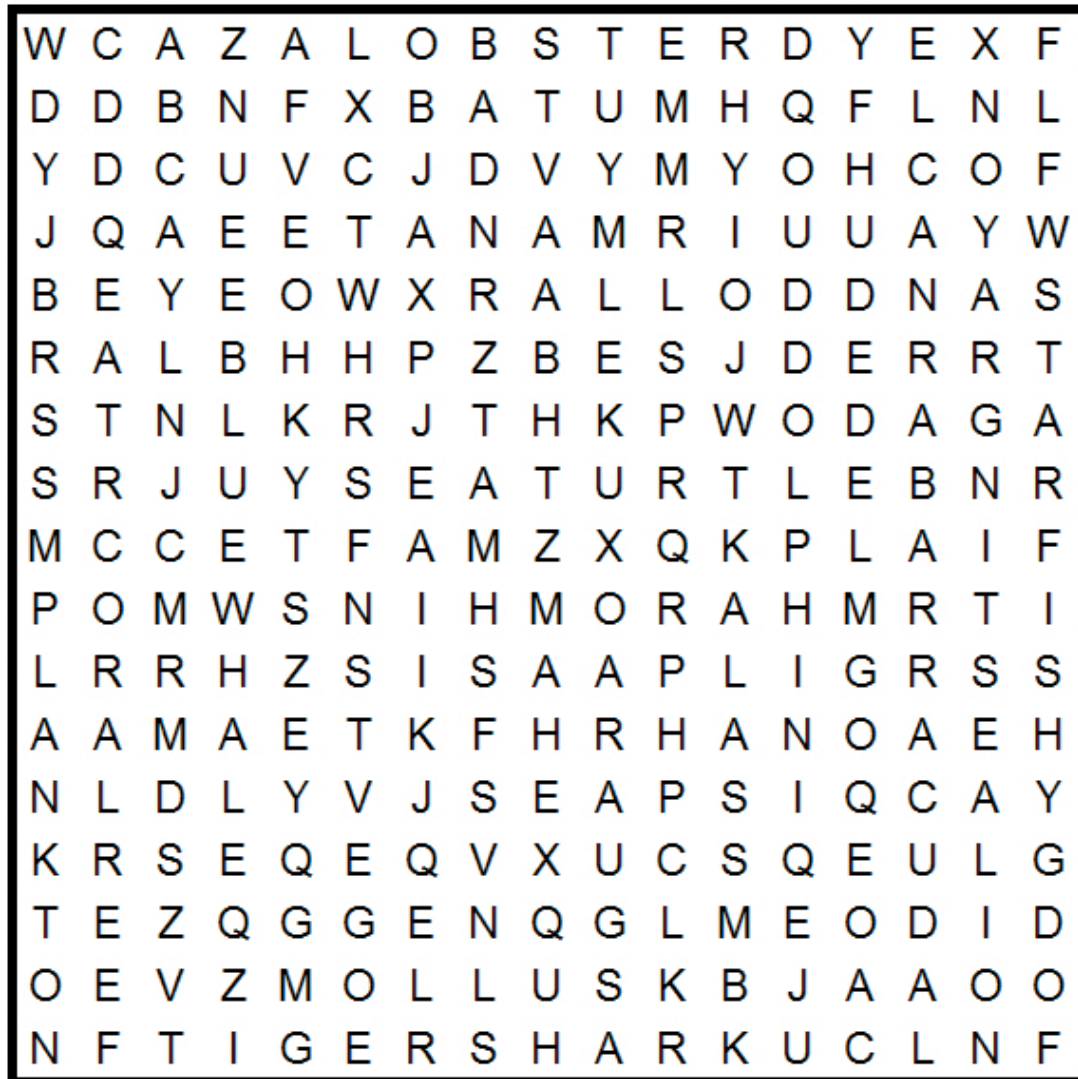 W C A Z A L O B S T E R D Y E X F
D D B N F X B A T U M H Q F L N L
Y D C U V C J D V Y M Y O H C O F
J Q A E E T A N A M R I U U A Y W
B E Y E O W X R A L L O D D N A S
R A L B H H P Z B E S J D E R R T
S T N L K R J T H K P W O D A G A
S R J U Y S E A T U R T L E B N R
M C C E T F A M Z X Q K P L A I F
P O M W S N I H M O R A H M R T I
L R R H Z S I S A A P L I G R S S
A A M A E T K F H R H A N O A E H
N L D L Y V J S E A P S I Q C A Y
K R S E Q E Q V X U C S Q E U L G
T E Z Q G G E N Q G L M E O D I D
O E V Z M O L L U S K B J A A O O
N F T I G E R S H A R K U C L N F